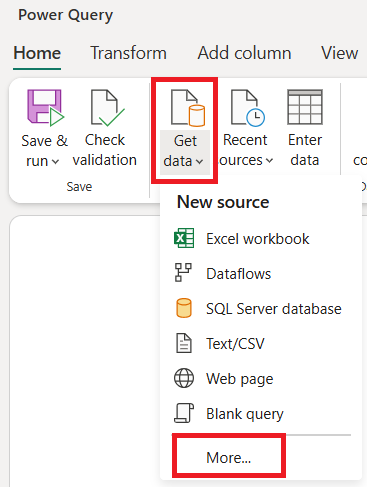 Power Query
Home Transform Add column View
Save & run Check validation Get data Recent sources Enter data co
Save D
New source
Excel workbook
Dataflows
SQL Server database
Text/CSV
Web page
Blank query
More...